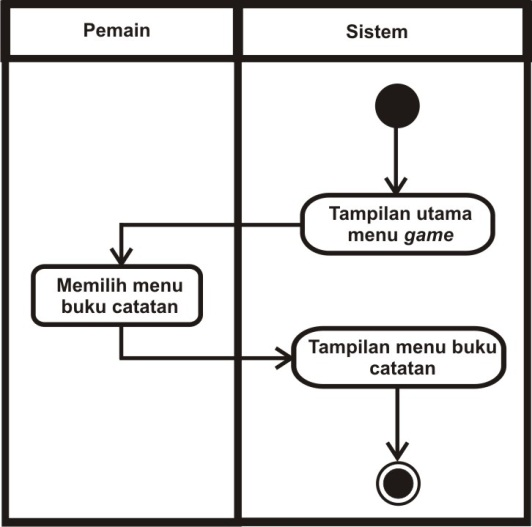 Pemain
Sistem
Tampilan utama
menu game
Memilih menu
buku catatan
Tampilan menu buku
catatan